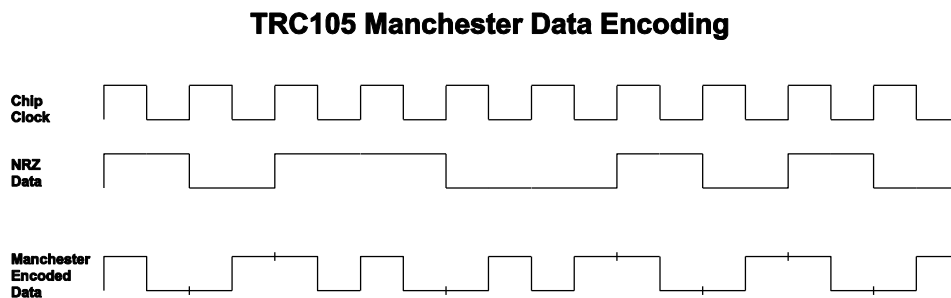 TRC105 Manchester Data Encoding
Chip
Clock
NRZ
Data
Manchester
Encoded
Data